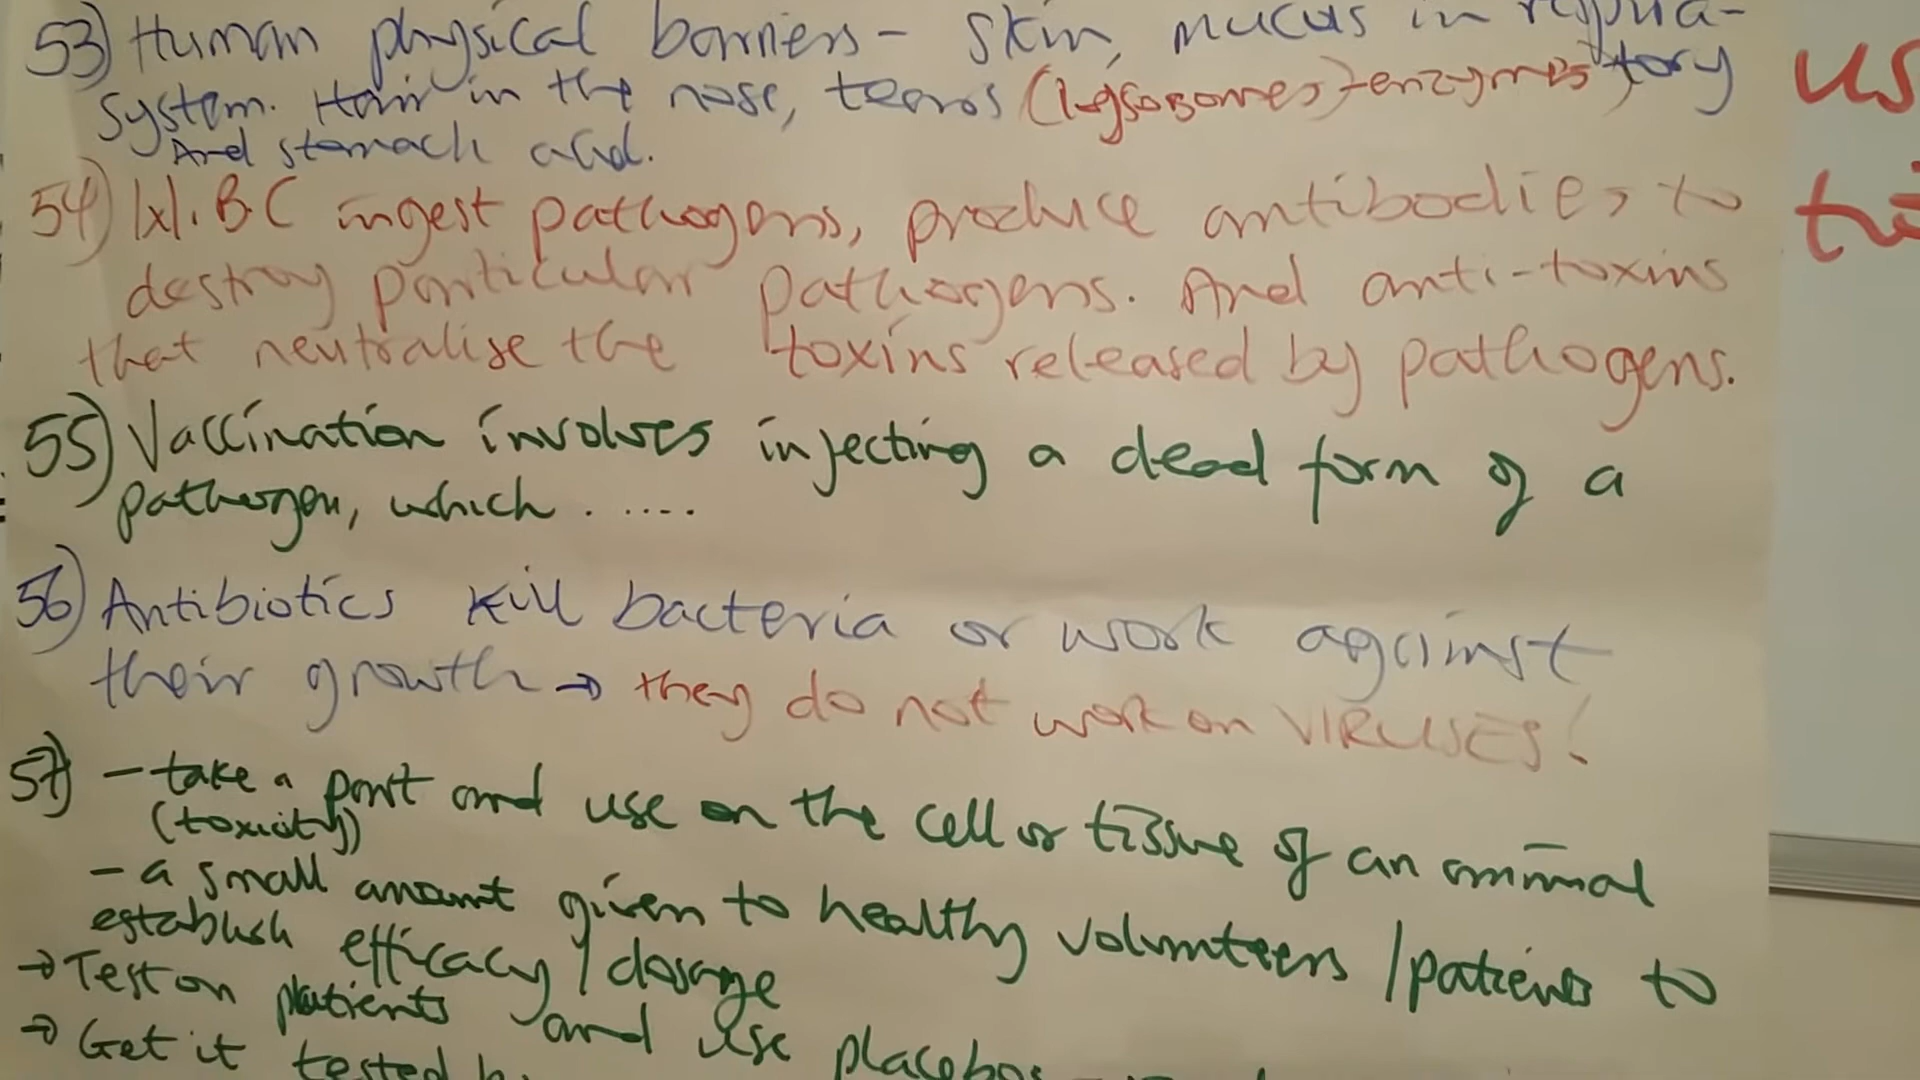 53) Human physical barriers - skin, mucus in respira-
system. Hair in the nose, tears (lysosomes)-enzymes tory
And stomach acid.
54) W.B.C ingest pathogens, produce antibodies to
destroy particular pathogens. And anti-toxins
that neutralise the toxins released by pathogens.
55) Vaccination involves injecting a dead form of a
pathogen, which . .....
56) Antibiotics kill bacteria or work against
their growth → they do not work on VIRUSES!
57) - take a part and use on the cell or tissue of an animal
(toxicity)
- a small amount given to healthy volunteers / patients to
establish efficacy / dosage
→ Test on patients and use placebos
→ Get it tested
us